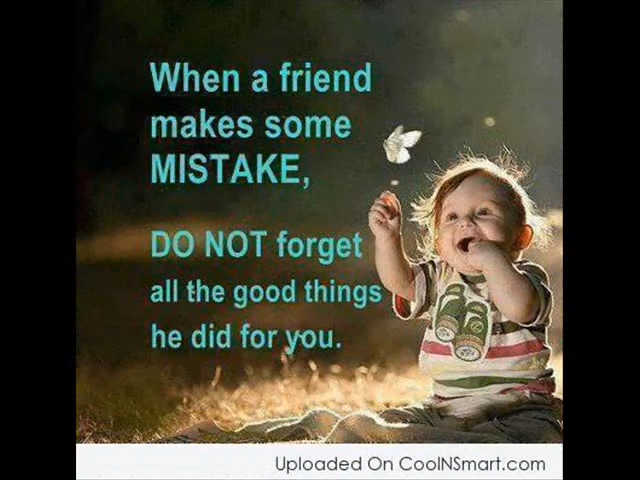 When a friend
makes some
MISTAKE,
DO NOT forget
all the good things
he did for you.
Uploaded On CoolNSmart.com